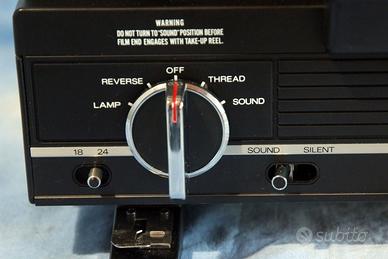 WARNING
DO NOT TURN TO "SOUND" POSITION BEFORE
FILM END ENGAGES WITH TAKE-UP REEL.
OFF
REVERSE THREAD
LAMP SOUND
18 24 SOUND SILENT
subito